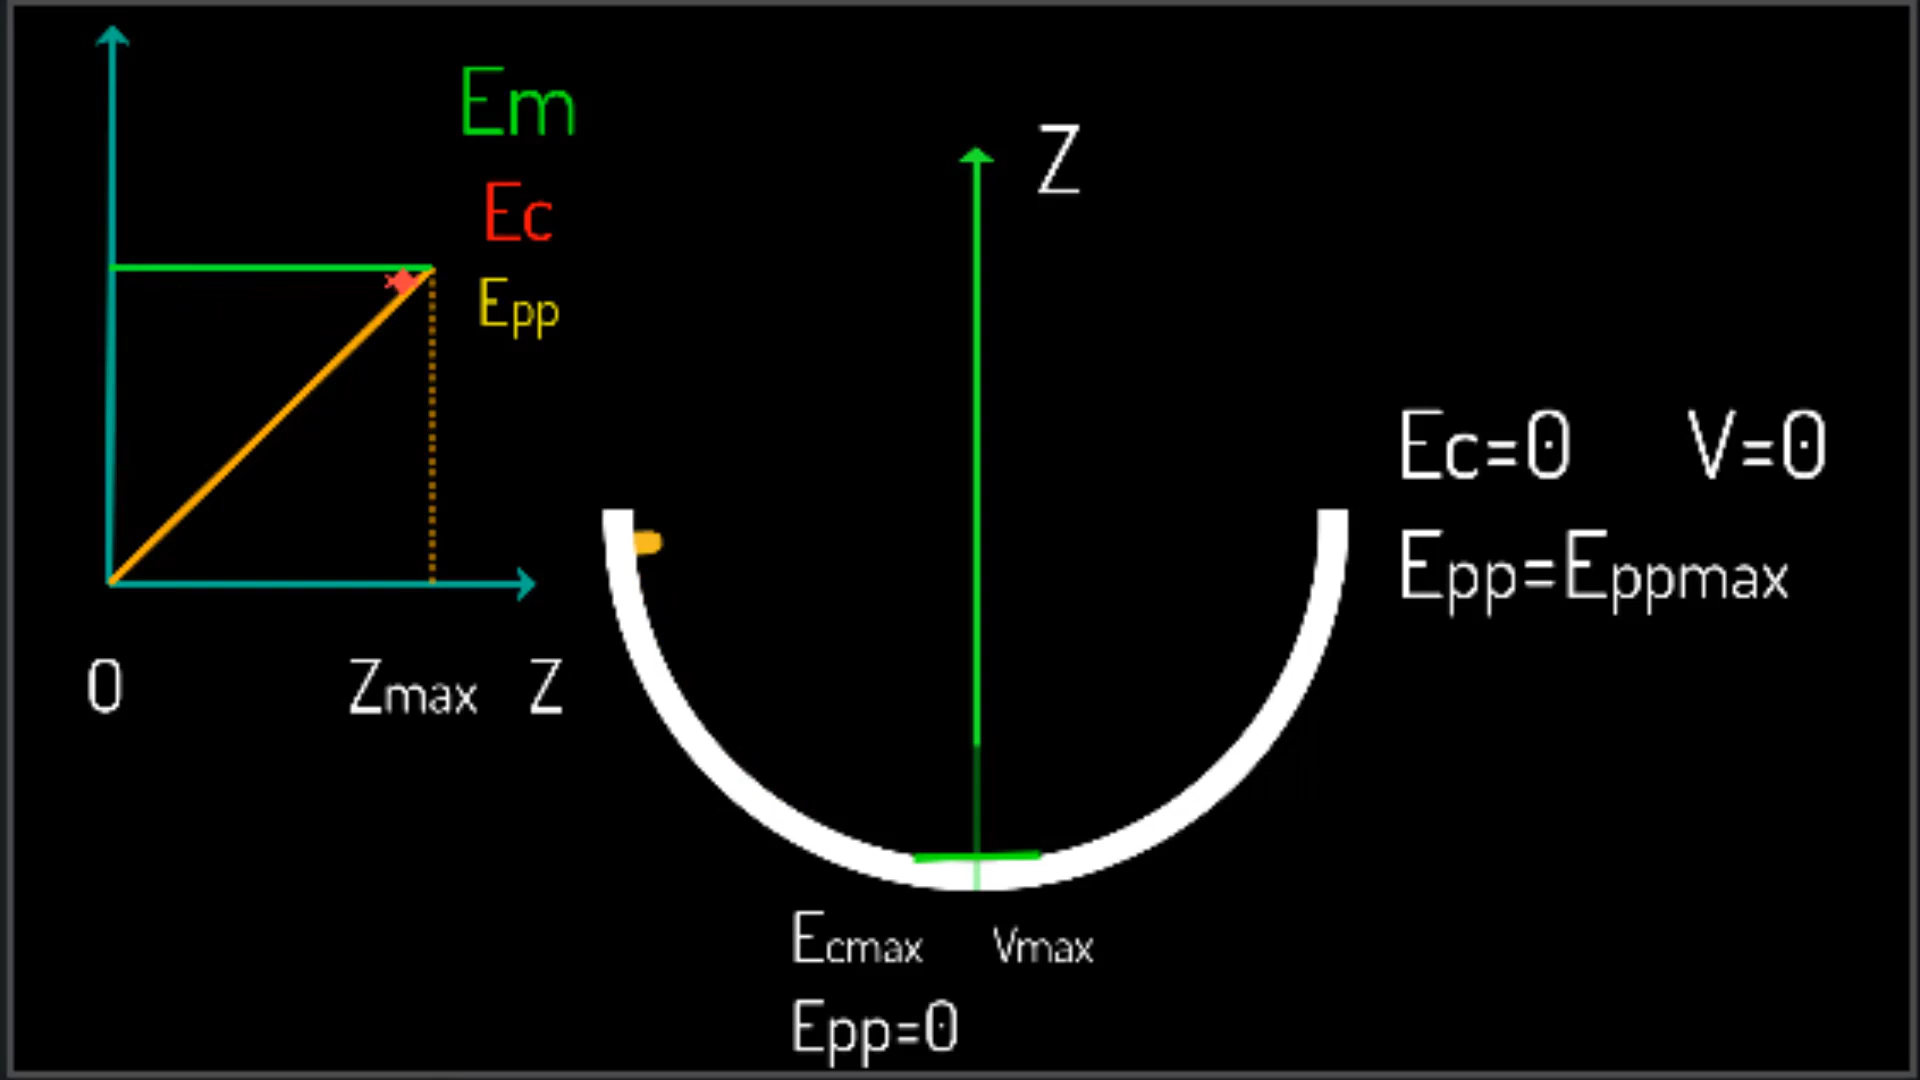 Em
Ec
Epp
Z
Ec=0 V=0
Epp=Eppmax
0 Zmax Z
Ecmax Vmax
Epp=0